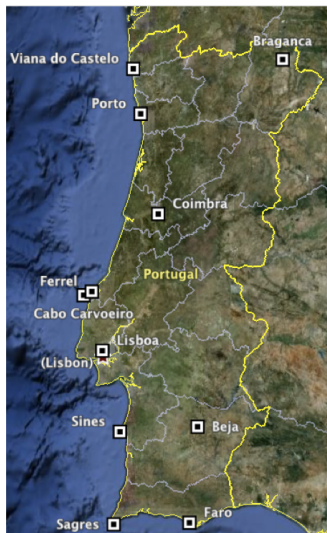 Braganca
Viana do Castelo
Porto
Coimbra
Portugal
Ferrel
Cabo Carvoeiro
Lisboa
(Lisbon)
Sines
Beja
Faro
Sagres